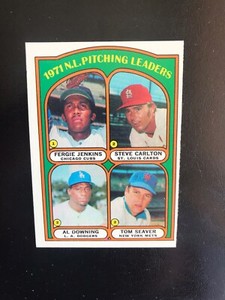 1971 N.L. PITCHING LEADERS
FERGIE JENKINS
CHICAGO CUBS
STEVE CARLTON
ST. LOUIS CARDS
AL DOWNING
L. A. DODGERS
TOM SEAVER
NEW YORK METS